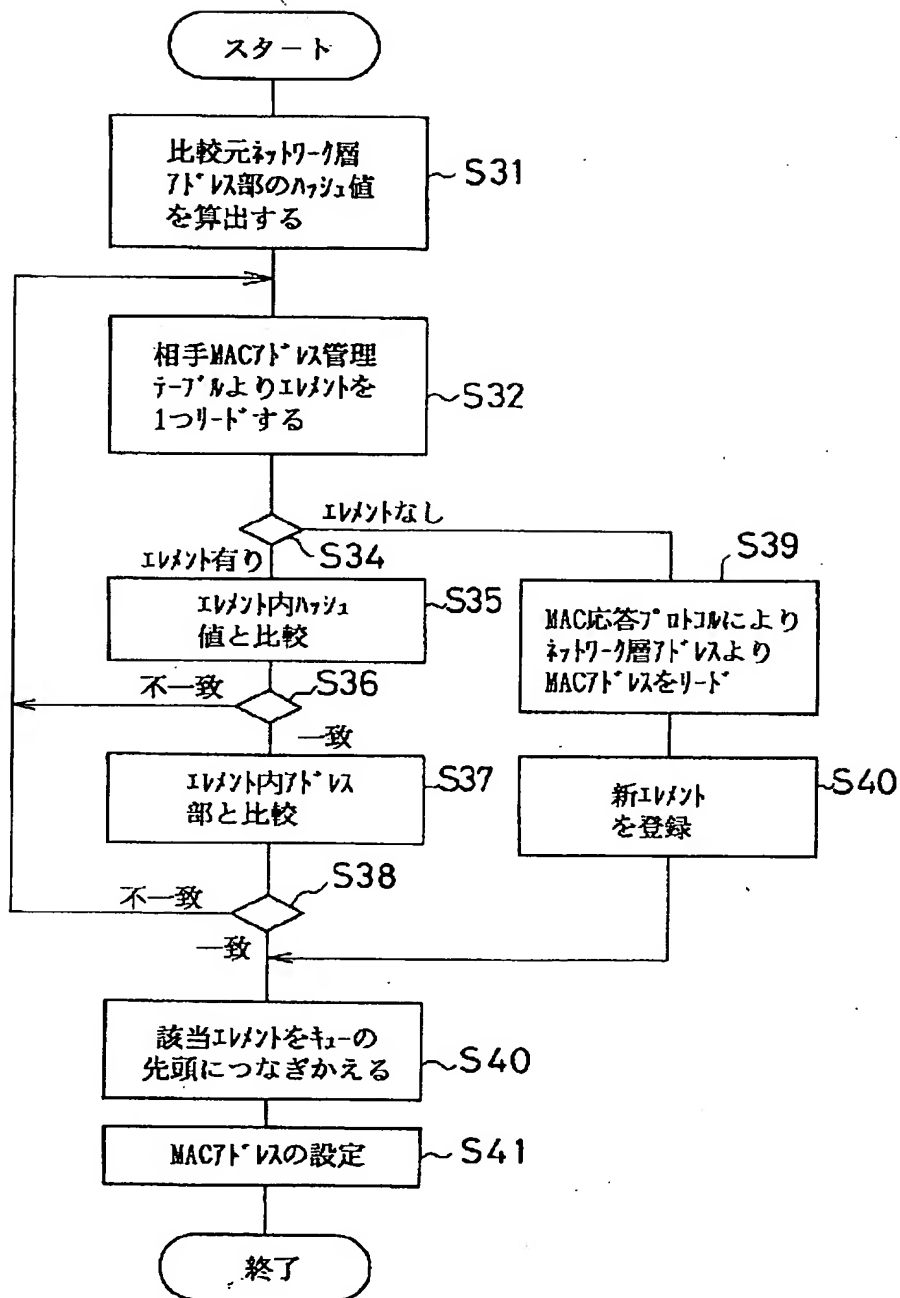 スタート
比較元ネットワーク層
アドレス部のハッシュ値
を算出する
S31
相手MACアドレス管理
テーブルよりエレメントを
1つリードする
S32
エレメントなし
S34
エレメント有り
S39
エレメント内ハッシュ
値と比較
S35
MAC応答プロトコルにより
ネットワーク層アドレスより
MACアドレスをリード
不一致
S36
一致
エレメント内アドレス
部と比較
S37
新エレメント
を登録
S40
不一致
S38
一致
該当エレメントをキューの
先頭につなぎかえる
S40
MACアドレスの設定
S41
終了